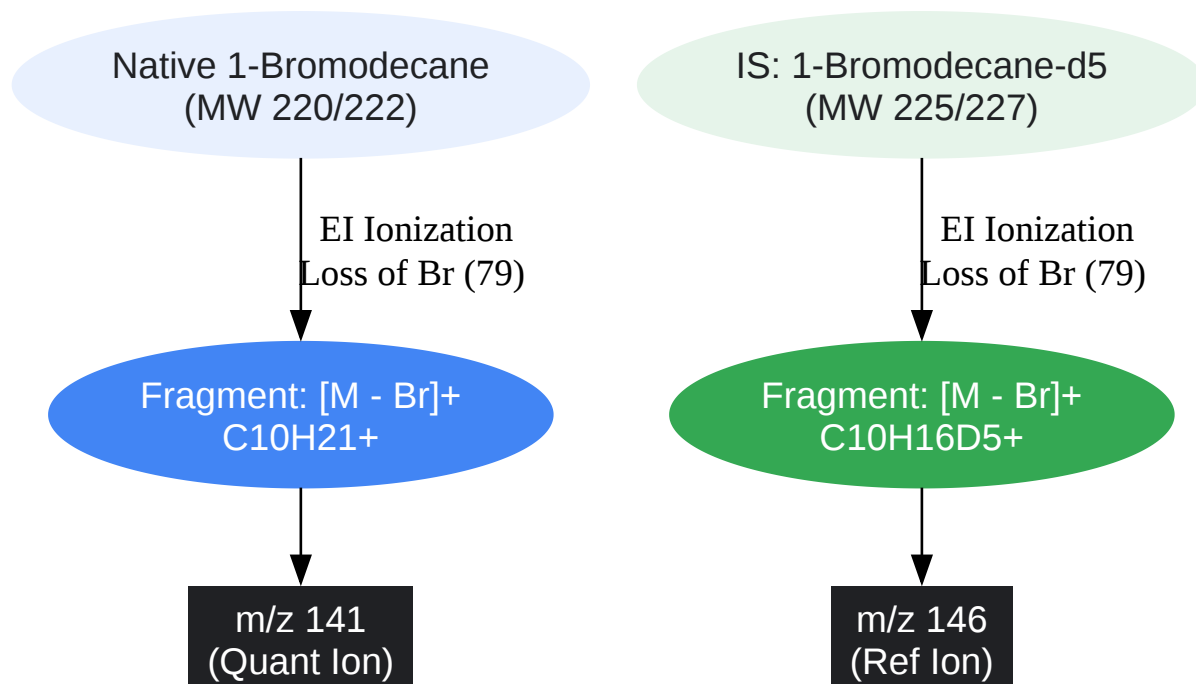 Native 1-Bromodecane
(MW 220/222)
IS: 1-Bromodecane-d5
(MW 225/227)
EI Ionization
Loss of Br (79)
EI Ionization
Loss of Br (79)
Fragment: [M - Br]+
C10H21+
Fragment: [M - Br]+
C10H16D5+
m/z 141
(Quant Ion)
m/z 146
(Ref Ion)